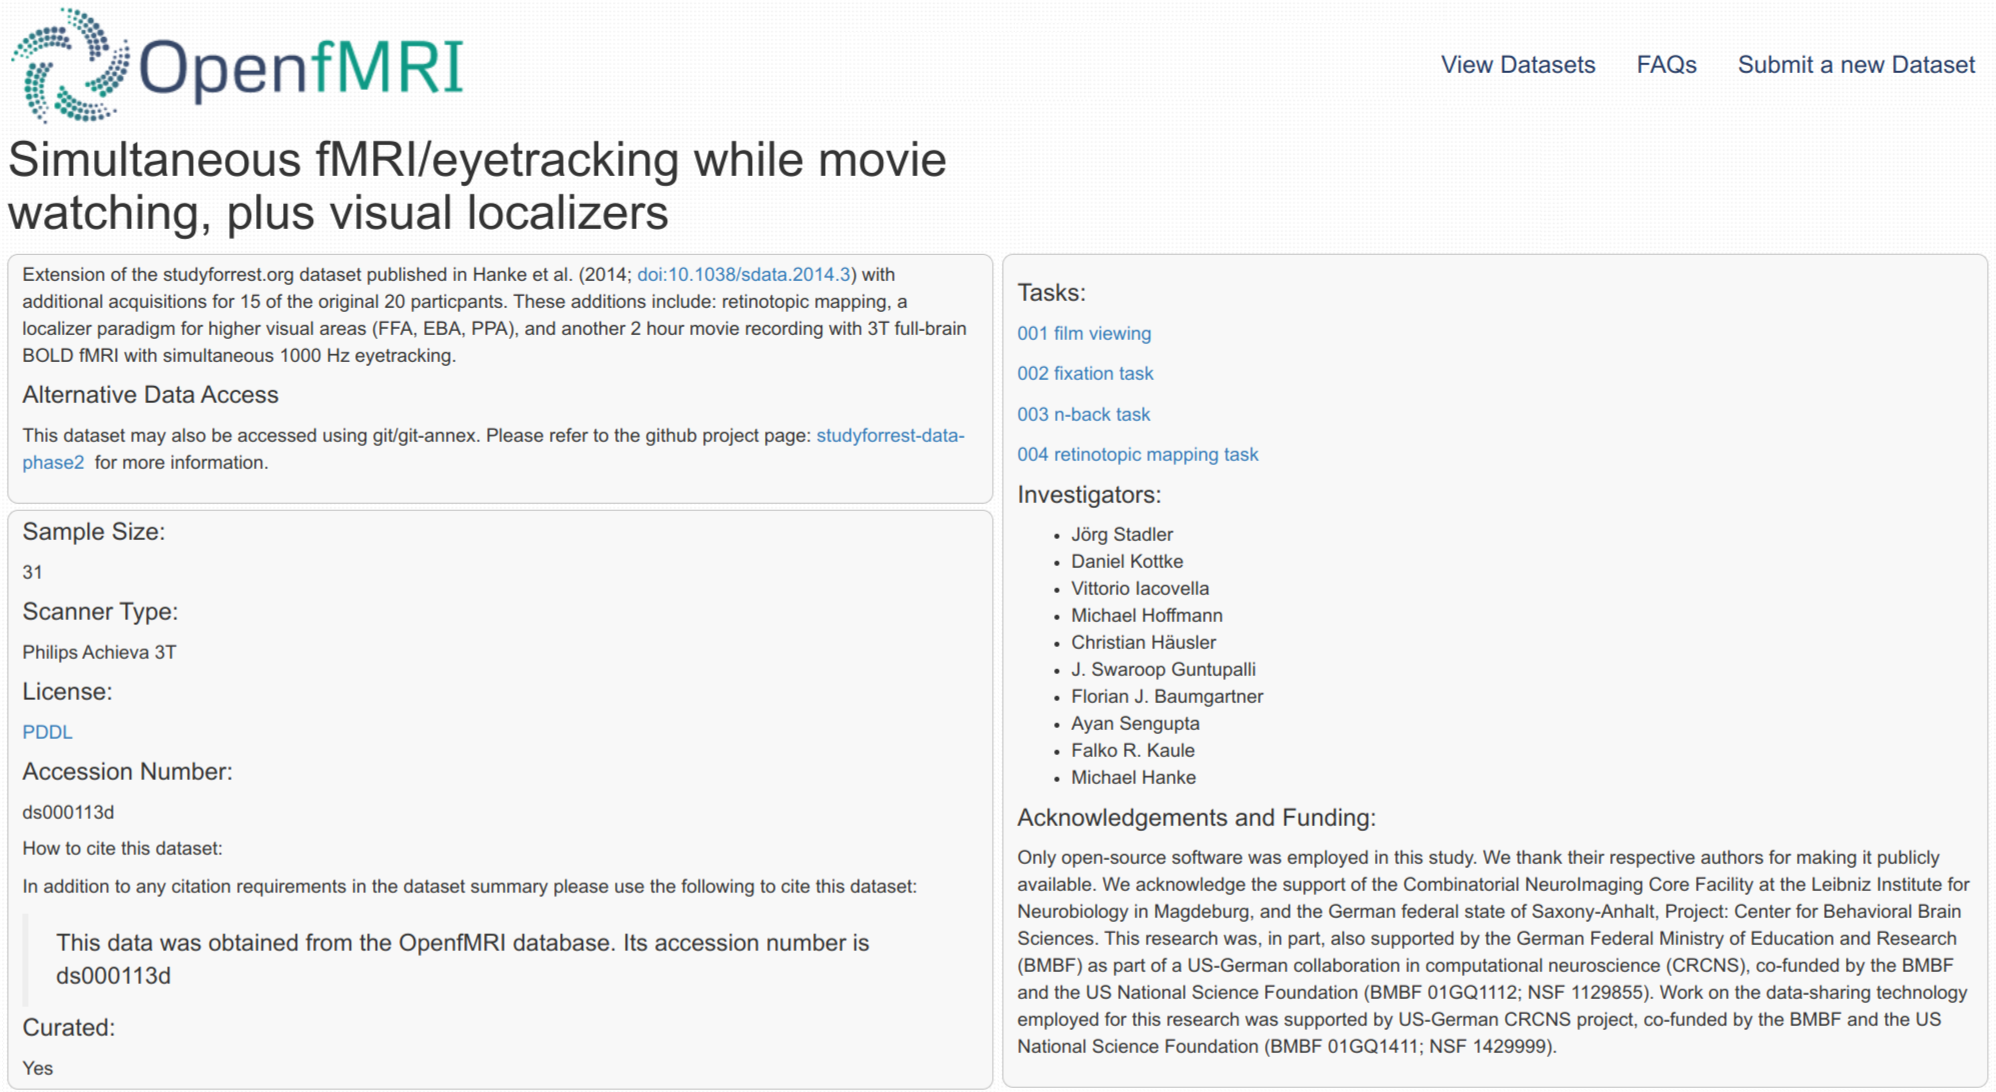 OpenfMRI
View Datasets FAQs Submit a new Dataset
Simultaneous fMRI/eyetracking while movie
watching, plus visual localizers
Extension of the studyforrest.org dataset published in Hanke et al. (2014; doi:10.1038/sdata.2014.3) with
additional acquisitions for 15 of the original 20 particpants. These additions include: retinotopic mapping, a
localizer paradigm for higher visual areas (FFA, EBA, PPA), and another 2 hour movie recording with 3T full-brain
BOLD fMRI with simultaneous 1000 Hz eyetracking.
Alternative Data Access
This dataset may also be accessed using git/git-annex. Please refer to the github project page: studyforrest-data-
phase2 for more information.
Sample Size:
31
Scanner Type:
Philips Achieva 3T
License:
PDDL
Accession Number:
ds000113d
How to cite this dataset:
In addition to any citation requirements in the dataset summary please use the following to cite this dataset:
This data was obtained from the OpenfMRI database. Its accession number is
ds000113d
Curated:
Yes
Tasks:
001 film viewing
002 fixation task
003 n-back task
004 retinotopic mapping task
Investigators:
• Jörg Stadler
• Daniel Kottke
• Vittorio Iacovella
• Michael Hoffmann
• Christian Häusler
• J. Swaroop Guntupalli
• Florian J. Baumgartner
• Ayan Sengupta
• Falko R. Kaule
• Michael Hanke
Acknowledgements and Funding:
Only open-source software was employed in this study. We thank their respective authors for making it publicly
available. We acknowledge the support of the Combinatorial NeuroImaging Core Facility at the Leibniz Institute for
Neurobiology in Magdeburg, and the German federal state of Saxony-Anhalt, Project: Center for Behavioral Brain
Sciences. This research was, in part, also supported by the German Federal Ministry of Education and Research
(BMBF) as part of a US-German collaboration in computational neuroscience (CRCNS), co-funded by the BMBF
and the US National Science Foundation (BMBF 01GQ1112; NSF 1129855). Work on the data-sharing technology
employed for this research was supported by US-German CRCNS project, co-funded by the BMBF and the US
National Science Foundation (BMBF 01GQ1411; NSF 1429999).